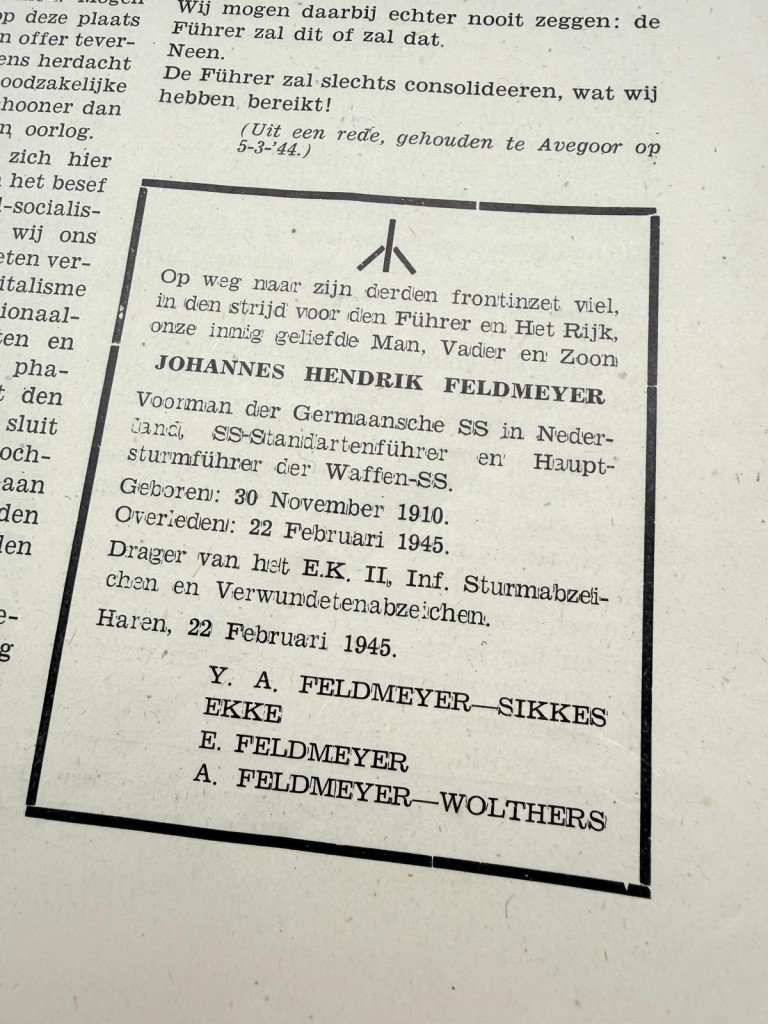 op deze plaats
n offer tever-
ens herdacht
oodzakelijke
chooner dan
n oorlog.
zich hier
n het besef
l-socialis-
wij ons
eten ver-
italisme
ionaal-
ten en
pha-
t den
sluit
och-
aan
den
den
e-
g
Wij mogen daarbij echter nooit zeggen: de
Führer zal dit of zal dat.
Neen.
De Führer zal slechts consolideeren, wat wij
hebben bereikt!
(Uit een rede, gehouden te Avegoor op
5-3-'44.)
Op weg naar zijn derden frontinzet viel,
in den strijd voor den Führer en Het Rijk,
onze innig geliefde Man, Vader en Zoon
JOHANNES HENDRIK FELDMEYER
Voorman der Germaansche SS in Neder-
land, SS-Standartenführer en Haupt-
sturmführer der Waffen-SS.
Geboren: 30 November 1910.
Overleden: 22 Februari 1945.
Drager van het E.K. II, Inf. Sturmabzei-
chen en Verwundetenabzeichen.
Haren, 22 Februari 1945.
Y. A. FELDMEYER—SIKKES
EKKE
E. FELDMEYER
A. FELDMEYER—WOLTHERS